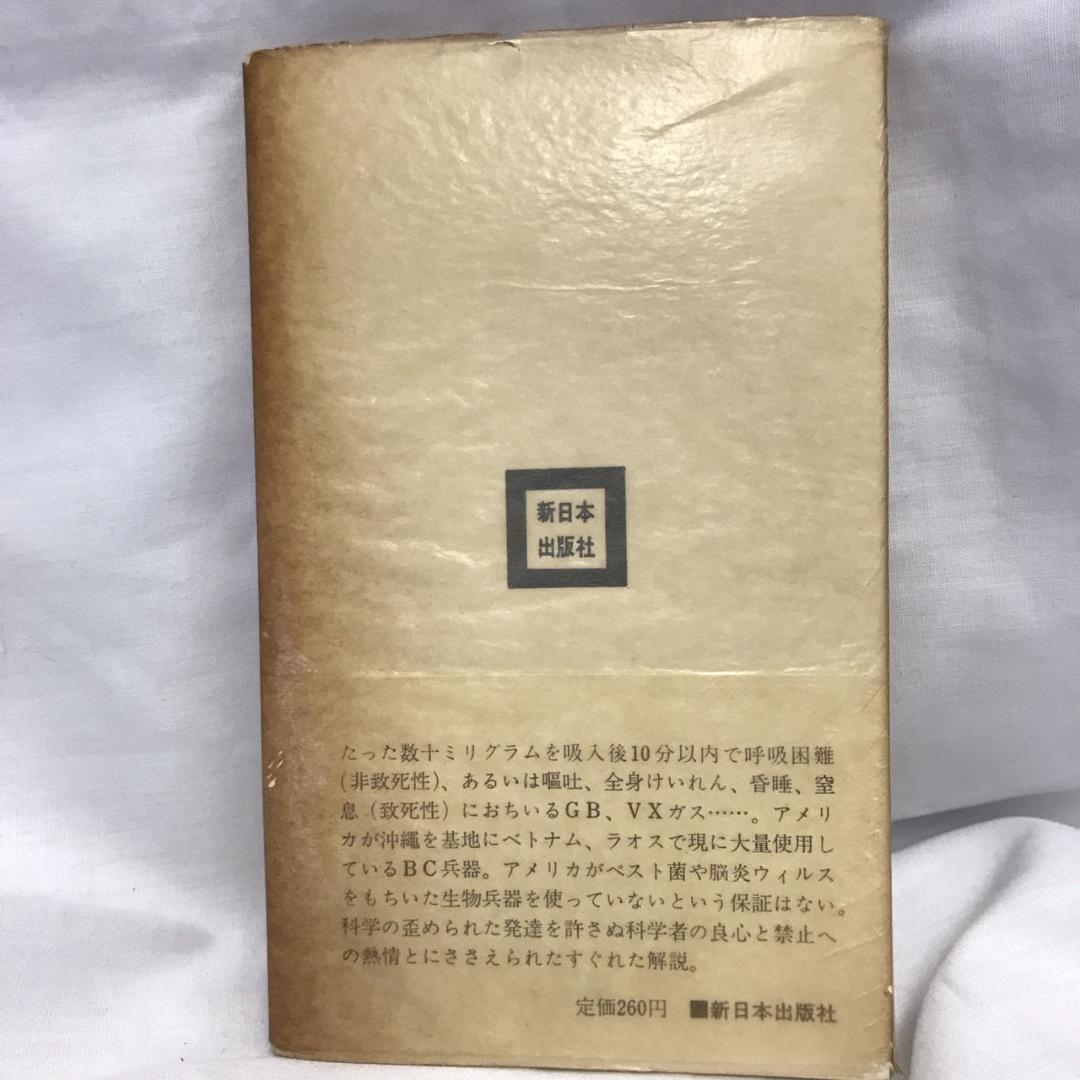 新日本
出版社
たった数十ミリグラムを吸入後10分以内で呼吸困難
(非致死性)、あるいは嘔吐、全身けいれん、昏睡、窒
息(致死性)におちいるGB、VXガス……。アメリ
カが沖繩を基地にベトナム、ラオスで現に大量使用し
ているBC兵器。アメリカがペスト菌や脳炎ウィルス
をもちいた生物兵器を使っていないという保証はない。
科学の歪められた発達を許さぬ科学者の良心と禁止へ
の熱情とにささえられたすぐれた解説。
定価260円 ■新日本出版社